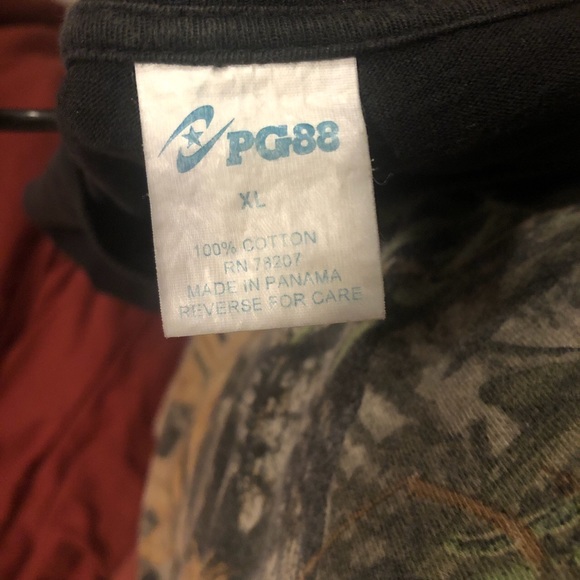 PG88
XL
100% COTTON
RN 78207
MADE IN PANAMA
REVERSE FOR CARE